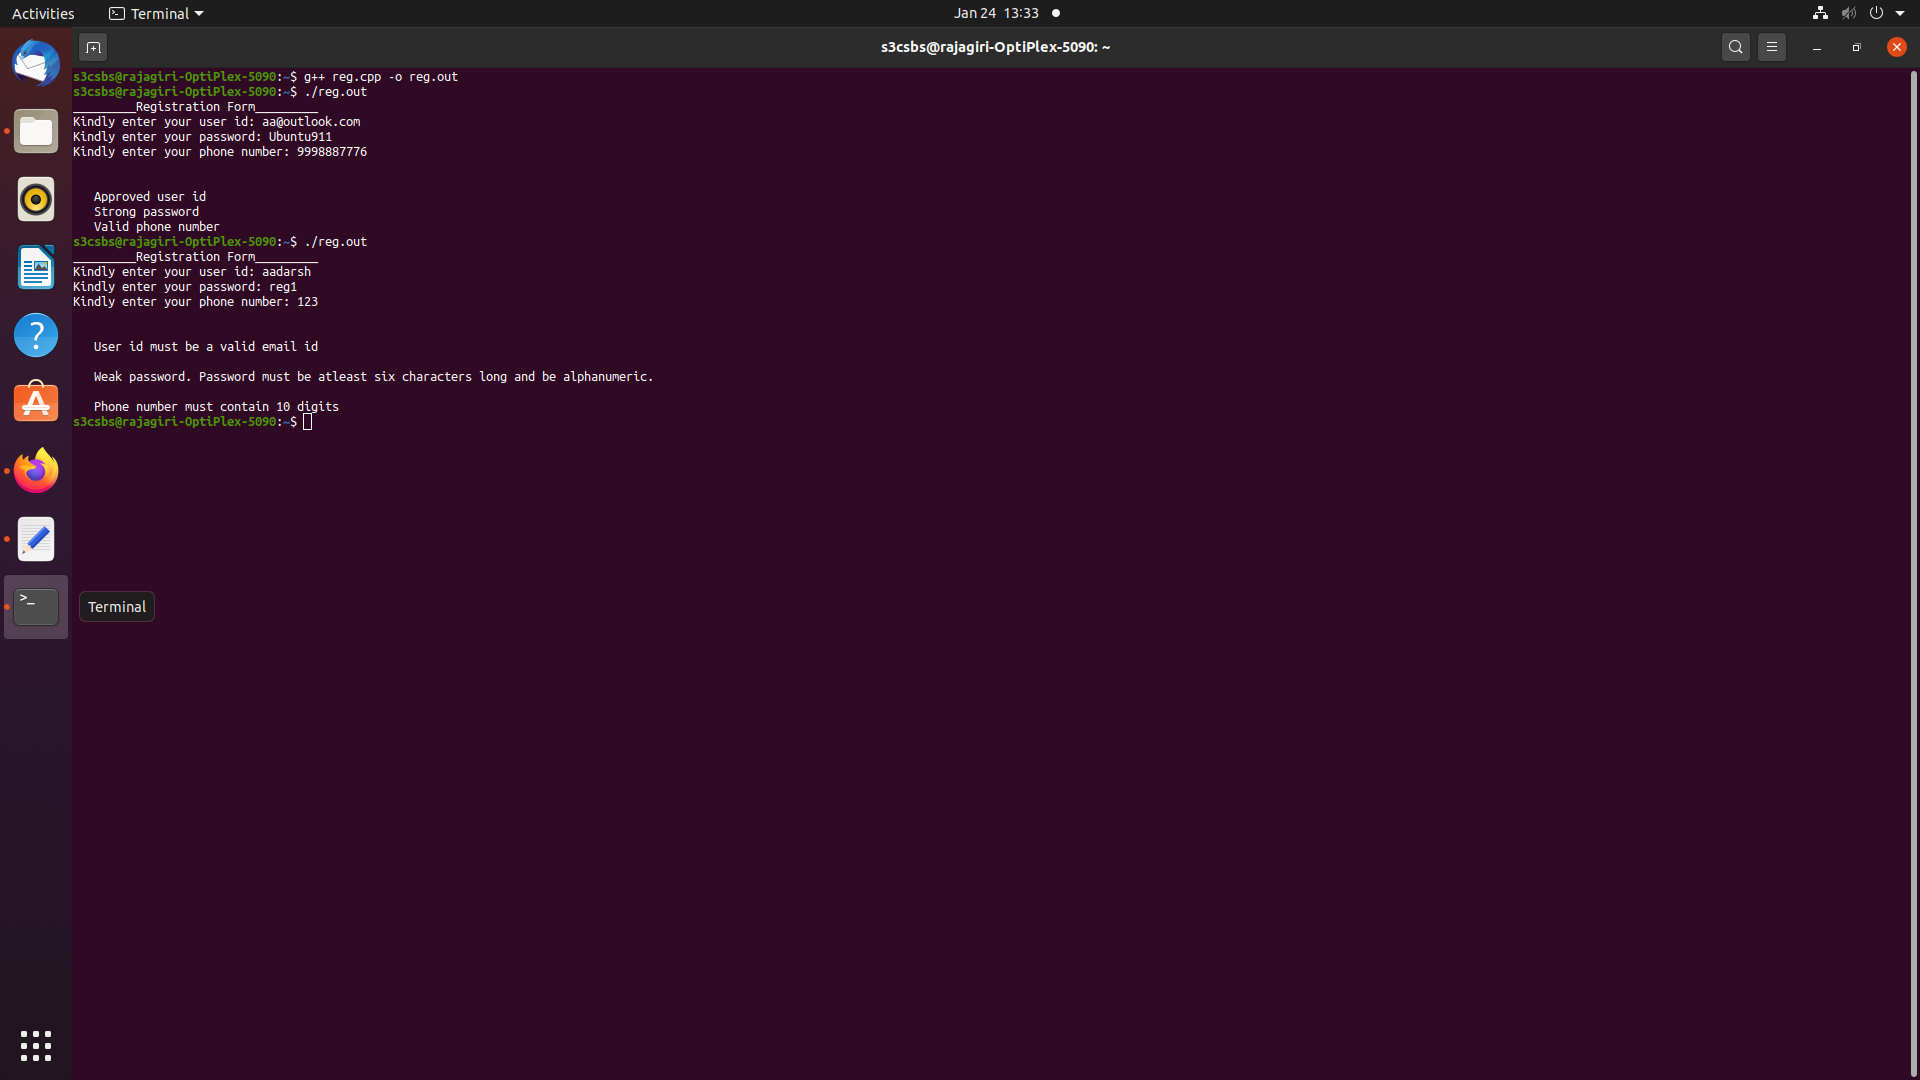 Activities
Terminal
Jan 24 13:33
s3csbs@rajagiri-OptiPlex-5090: ~
s3csbs@rajagiri-OptiPlex-5090:~$ g++ reg.cpp -o reg.out
s3csbs@rajagiri-OptiPlex-5090:~$ ./reg.out
_________Registration Form_________
Kindly enter your user id: aa@outlook.com
Kindly enter your password: Ubuntu911
Kindly enter your phone number: 9998887776
Approved user id
Strong password
Valid phone number
s3csbs@rajagiri-OptiPlex-5090:~$ ./reg.out
_________Registration Form_________
Kindly enter your user id: aadarsh
Kindly enter your password: reg1
Kindly enter your phone number: 123
User id must be a valid email id
Weak password. Password must be atleast six characters long and be alphanumeric.
Phone number must contain 10 digits
s3csbs@rajagiri-OptiPlex-5090:~$
Terminal